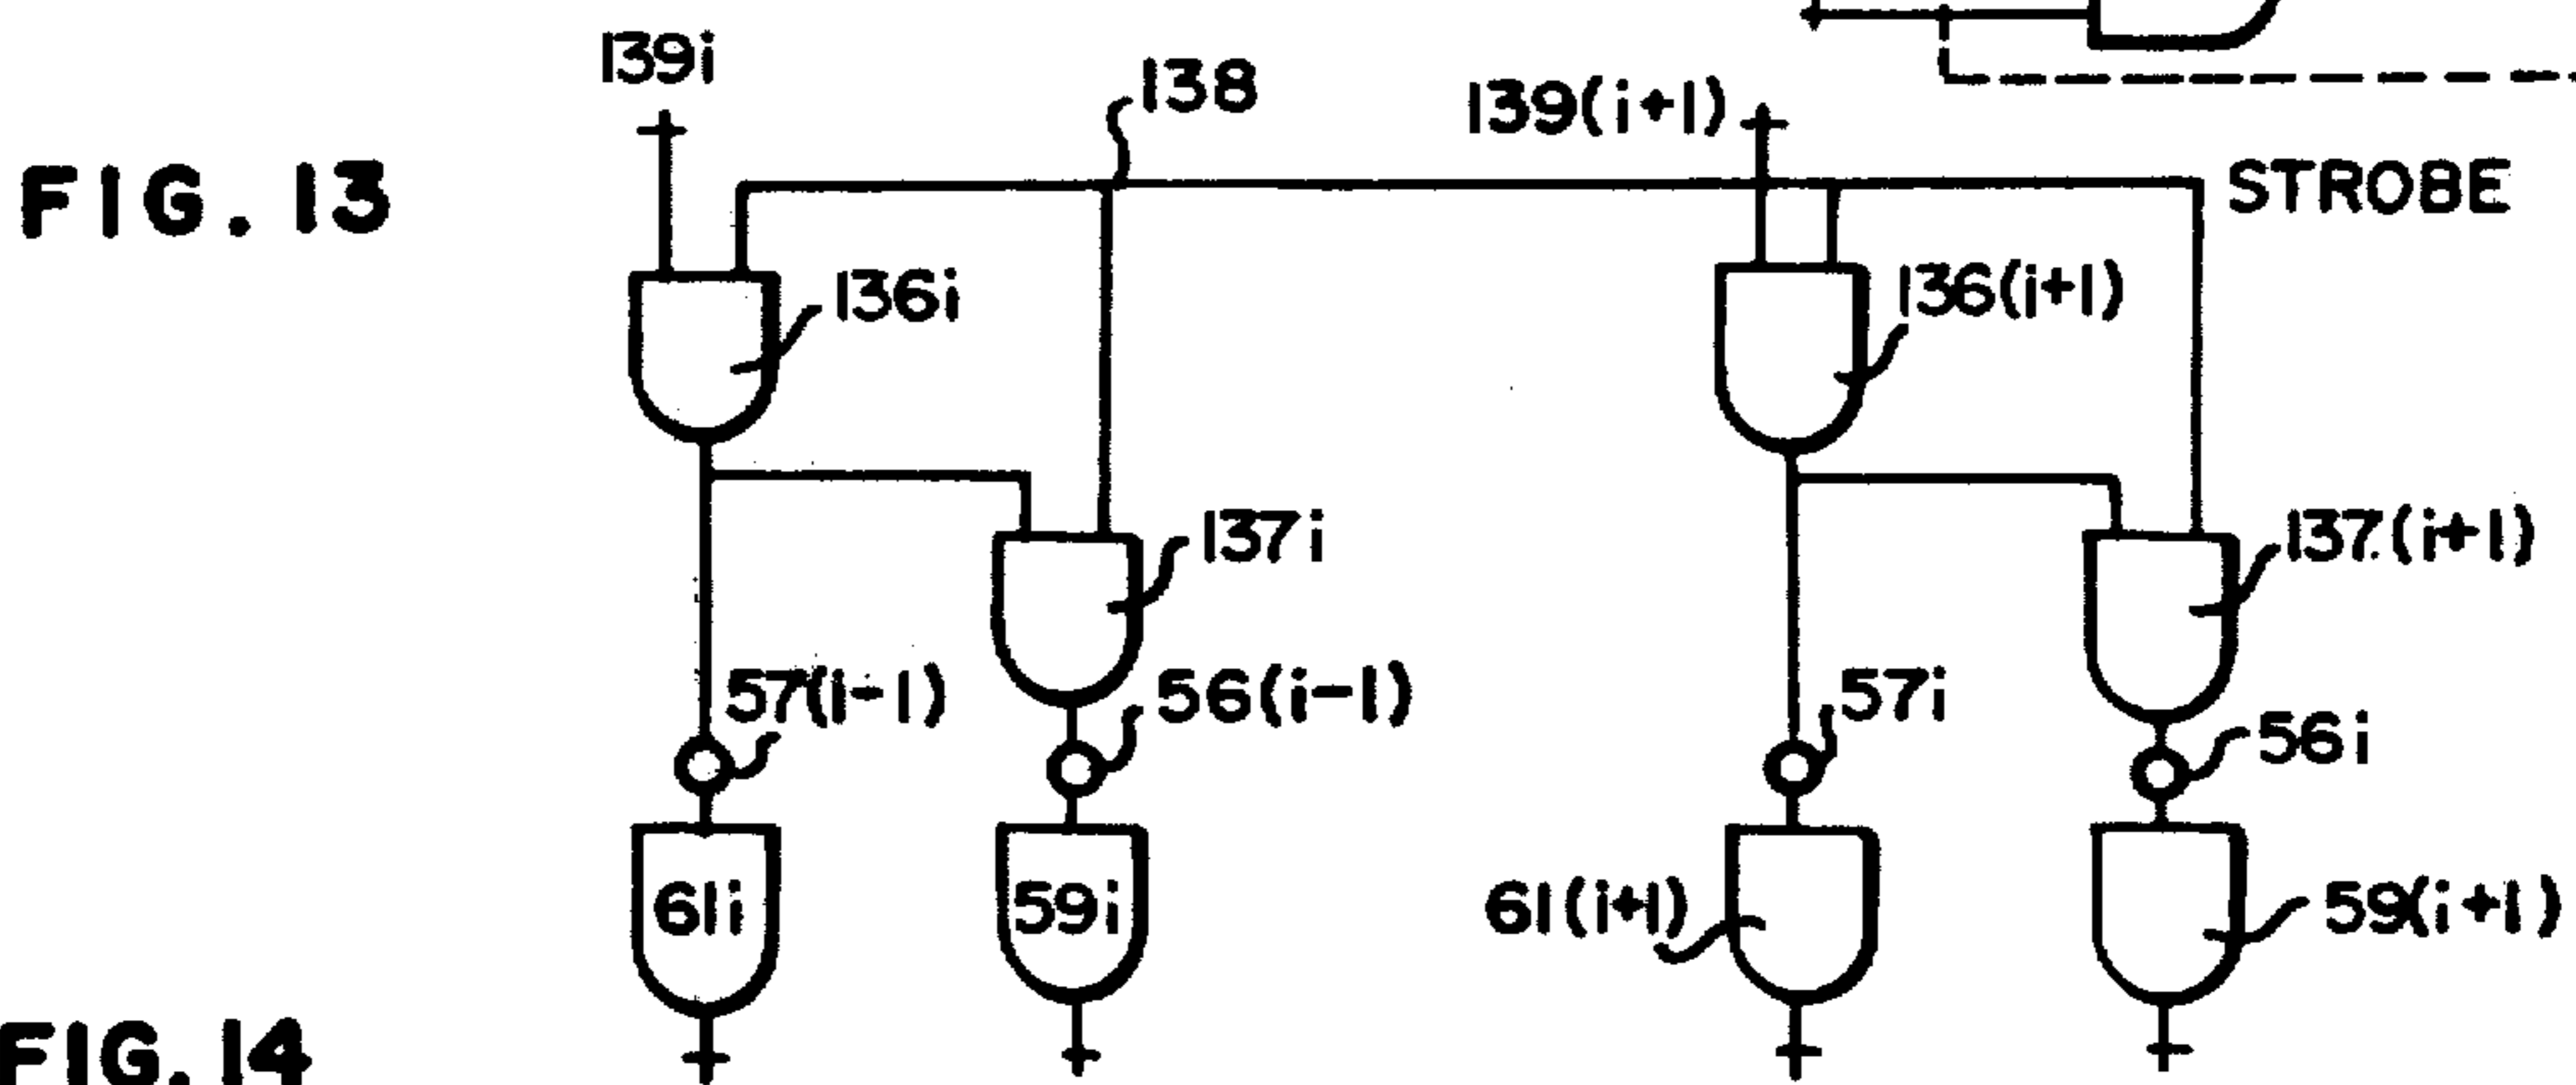 139i
138
139(i+1)
FIG. 13
STROBE
136i
136(i+1)
137i
137(i+1)
57(i-1)
56(i-1)
57i
56i
61i
59i
61(i+1)
59(i+1)
FIG. 14